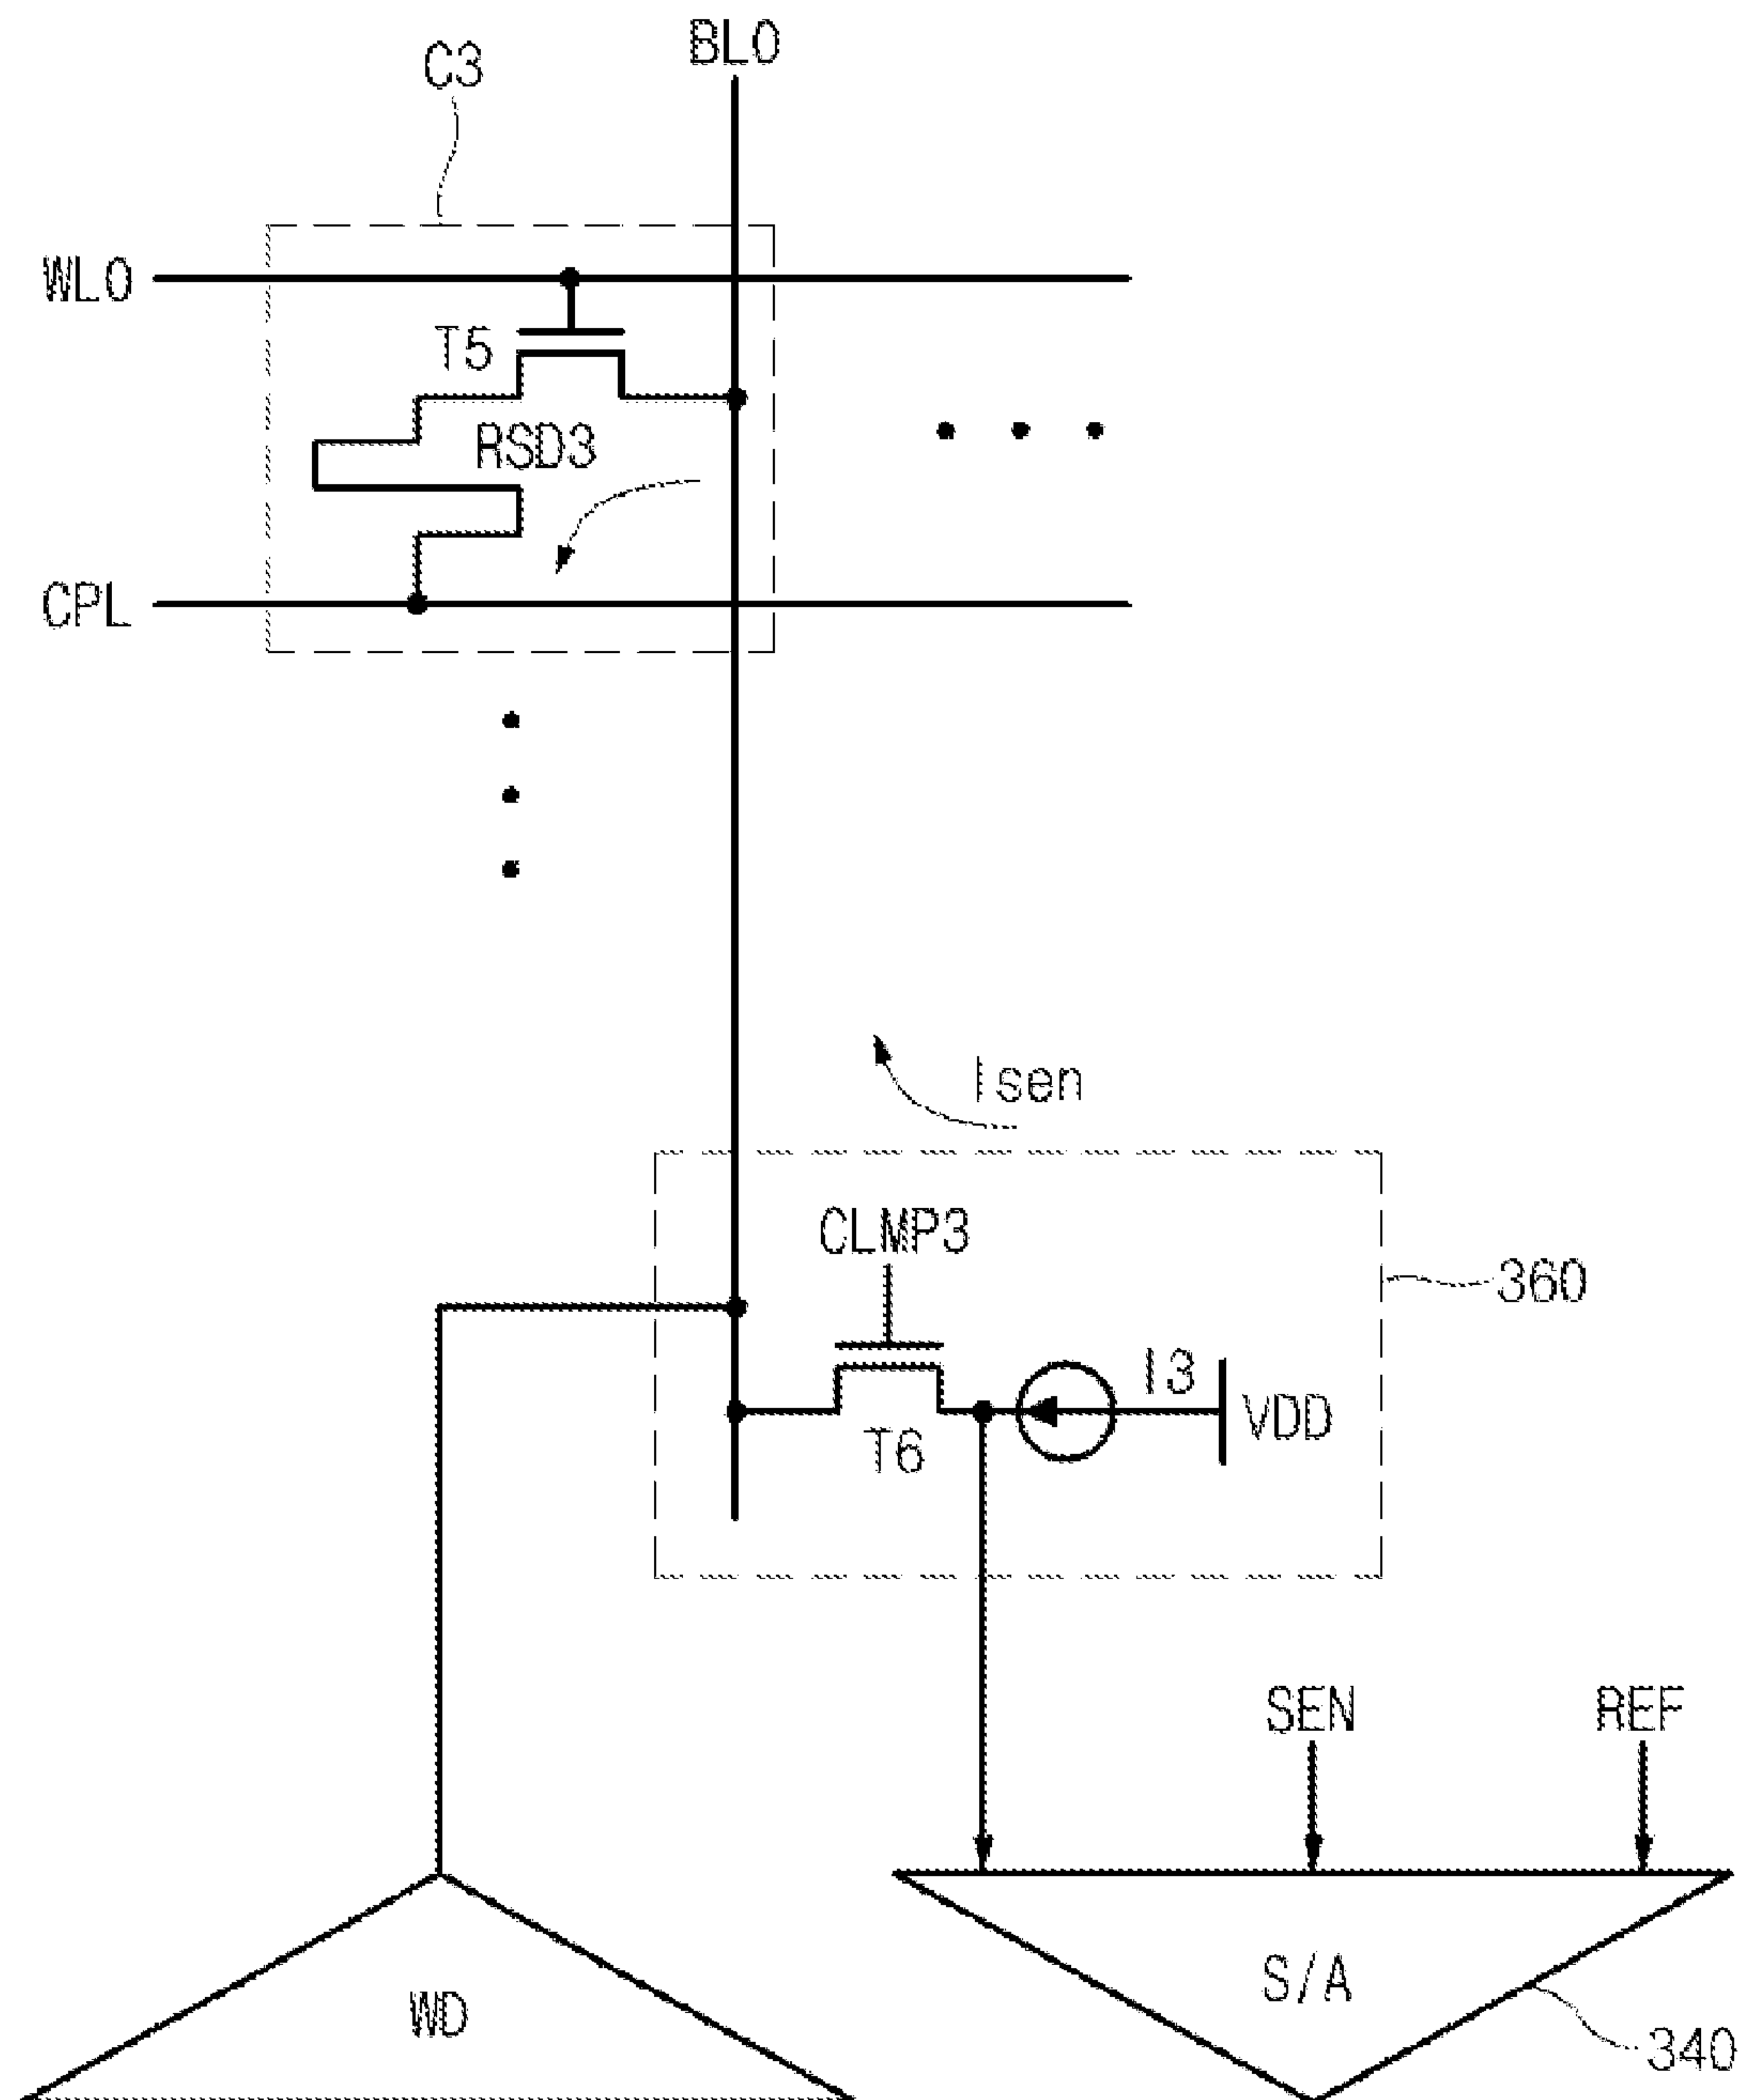 BL0
C3
WL0
T5
RSD3
CPL
Isen
CLMP3
360
I3
VDD
T6
SEN
REF
S/A
WD
340